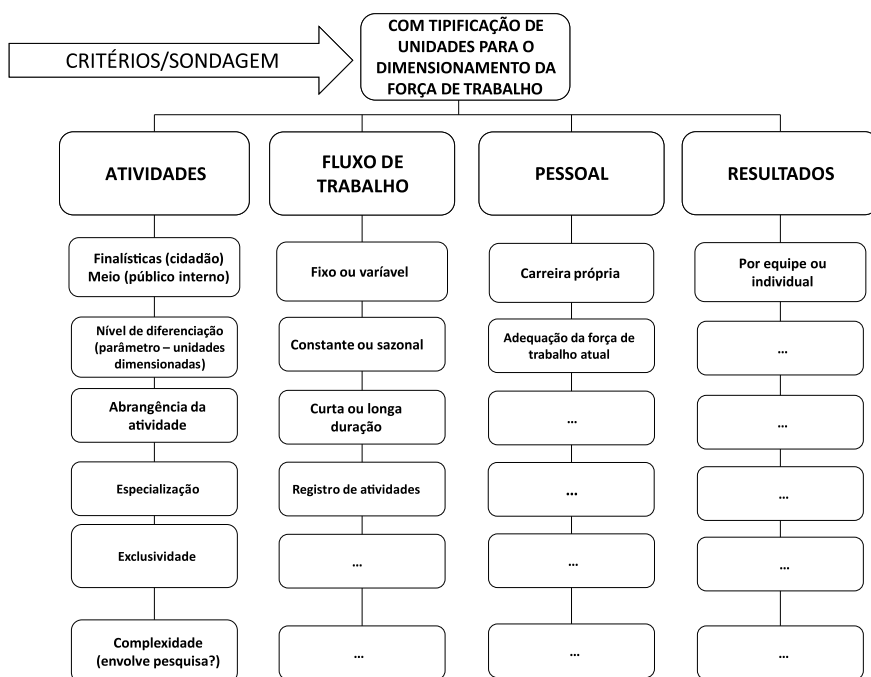 CRITÉRIOS/SONDAGEM
COM TIPIFICAÇÃO DE
UNIDADES PARA O
DIMENSIONAMENTO DA
FORÇA DE TRABALHO
ATIVIDADES
Finalísticas (cidadão)
Meio (público interno)
Nível de diferenciação
(parâmetro – unidades
dimensionadas)
Abrangência da
atividade
Especialização
Exclusividade
Complexidade
(envolve pesquisa?)
FLUXO DE
TRABALHO
Fixo ou varíavel
Constante ou sazonal
Curta ou longa
duração
Registro de atividades
...
...
PESSOAL
Carreira própria
Adequação da força de
trabalho atual
...
...
...
...
RESULTADOS
Por equipe ou
individual
...
...
...
...
...